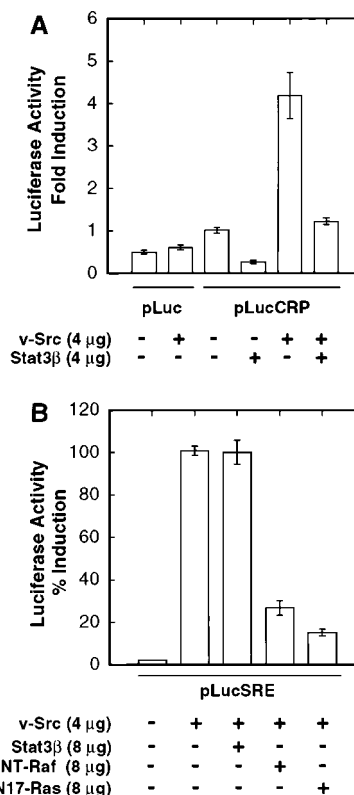 A
Luciferase Activity
Fold Induction
6
5
4
3
2
1
0
pLuc
pLucCRP
v-Src (4 μg) - + - - + +
Stat3β (4 μg) - - - + - +
B
Luciferase Activity
% Induction
120
100
80
60
40
20
0
pLucSRE
v-Src (4 μg) - + + + +
Stat3β (8 μg) - - + - -
NT-Raf (8 μg) - - - + -
N17-Ras (8 μg) - - - - +